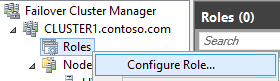 Failover Cluster Manager
Roles (0)
CLUSTER1.contoso.com
Search
Roles
Node
Configure Role...